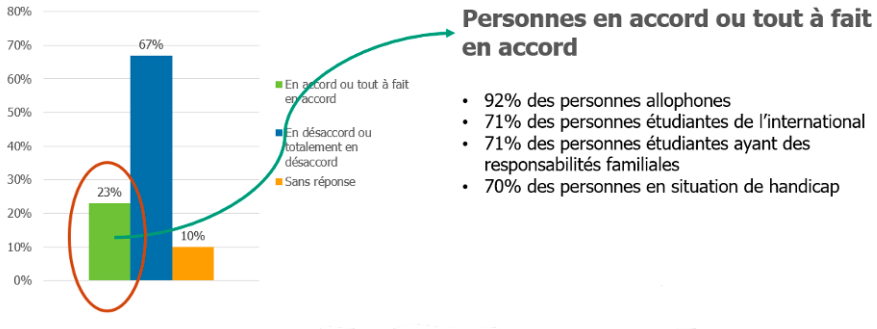 80%
70%
60%
50%
40%
30%
20%
10%
0%
67%
23%
10%
En accord ou tout à fait
en accord
En désaccord ou
totalement en
désaccord
Sans réponse
Personnes en accord ou tout à fait
en accord
• 92% des personnes allophones
• 71% des personnes étudiantes de l'international
• 71% des personnes étudiantes ayant des
responsabilités familiales
• 70% des personnes en situation de handicap